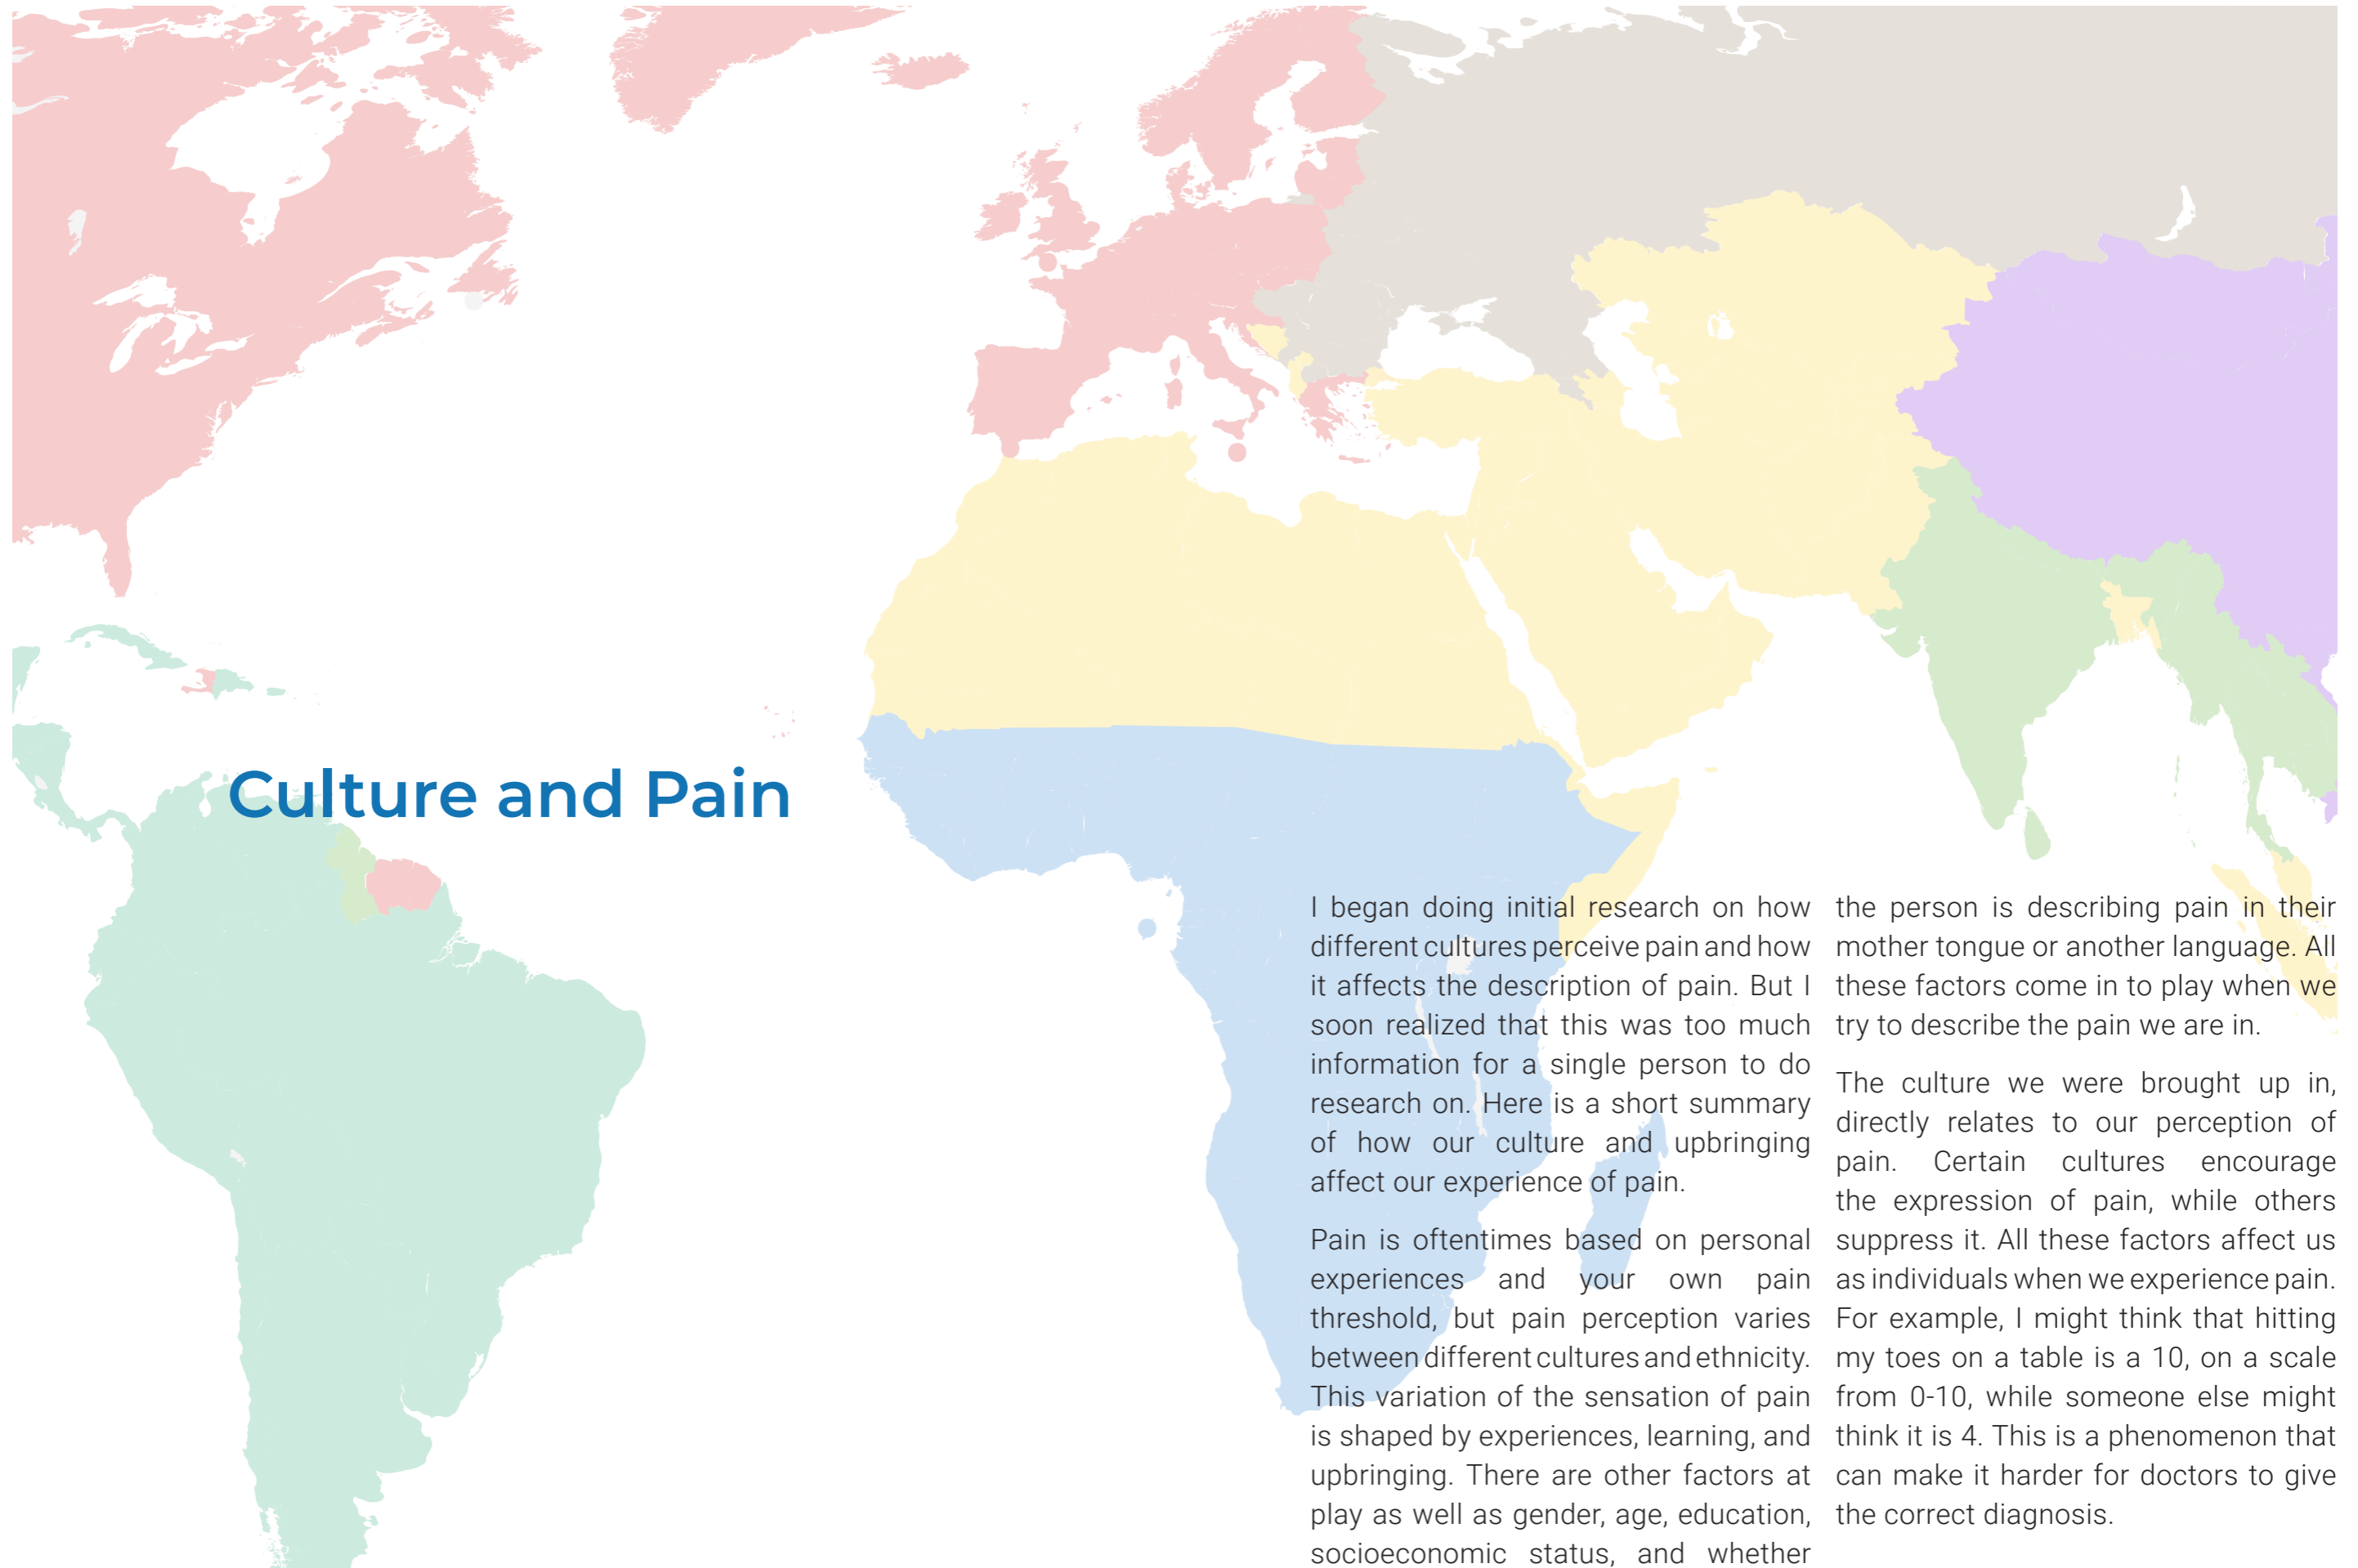 Culture and Pain
I began doing initial research on how
different cultures perceive pain and how
it affects the description of pain. But I
soon realized that this was too much
information for a single person to do
research on. Here is a short summary
of how our culture and upbringing
affect our experience of pain.
Pain is oftentimes based on personal
experiences and your own pain
threshold, but pain perception varies
between different cultures and ethnicity.
This variation of the sensation of pain
is shaped by experiences, learning, and
upbringing. There are other factors at
play as well as gender, age, education,
socioeconomic status, and whether
the person is describing pain in their
mother tongue or another language. All
these factors come in to play when we
try to describe the pain we are in.
The culture we were brought up in,
directly relates to our perception of
pain. Certain cultures encourage
the expression of pain, while others
suppress it. All these factors affect us
as individuals when we experience pain.
For example, I might think that hitting
my toes on a table is a 10, on a scale
from 0-10, while someone else might
think it is 4. This is a phenomenon that
can make it harder for doctors to give
the correct diagnosis.